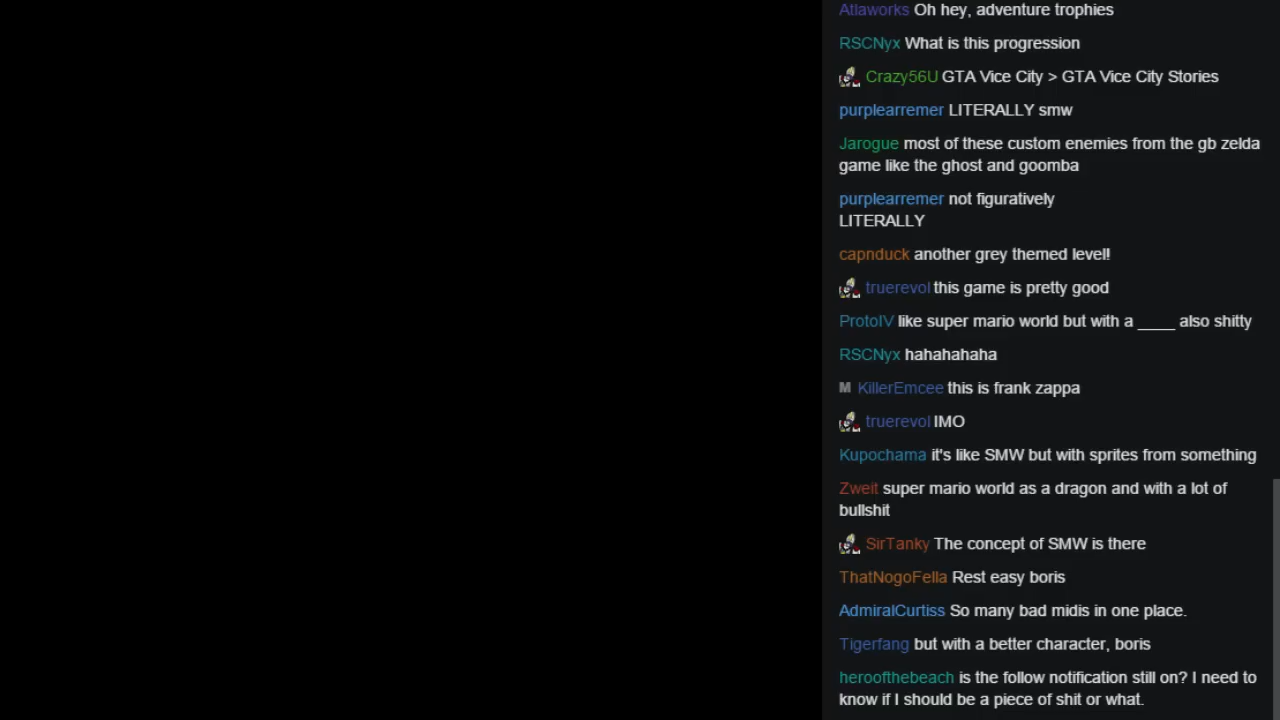 Atlaworks Oh hey, adventure trophies
RSCNyx What is this progression
Crazy56U GTA Vice City > GTA Vice City Stories
purplearremer LITERALLY smw
Jarogue most of these custom enemies from the gb zelda
game like the ghost and goomba
purplearremer not figuratively
LITERALLY
capnduck another grey themed level!
truerevol this game is pretty good
ProtoIV like super mario world but with a ____ also shitty
RSCNyx hahahahaha
M KillerEmcee this is frank zappa
truerevol IMO
Kupochama it's like SMW but with sprites from something
Zweit super mario world as a dragon and with a lot of
bullshit
SirTanky The concept of SMW is there
ThatNogoFella Rest easy boris
AdmiralCurtiss So many bad midis in one place.
Tigerfang but with a better character, boris
heroofthebeach is the follow notification still on? I need to
know if I should be a piece of shit or what.